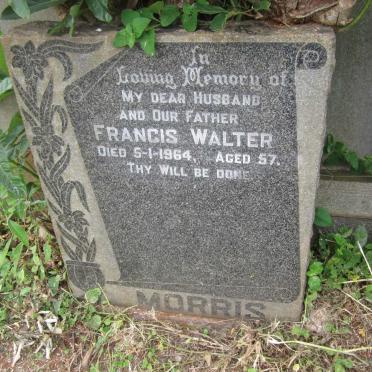 In
Loving Memory of
My dear Husband
and Our Father
Francis Walter
Died 5-1-1964, Aged 57.
Thy will be done
MORRIS